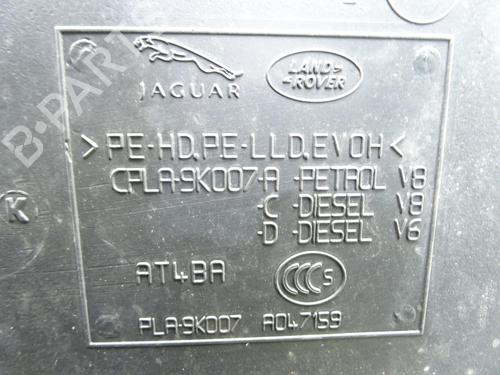 JAGUAR
LAND
ROVER
>PE-HD,PE-LLD,EVOH<
CPLA-9K007-A -PETROL V8
-C -DIESEL V8
-D -DIESEL V6
K
AT4BA
CCC S
PLA-9K007 A047159
B-PARTS